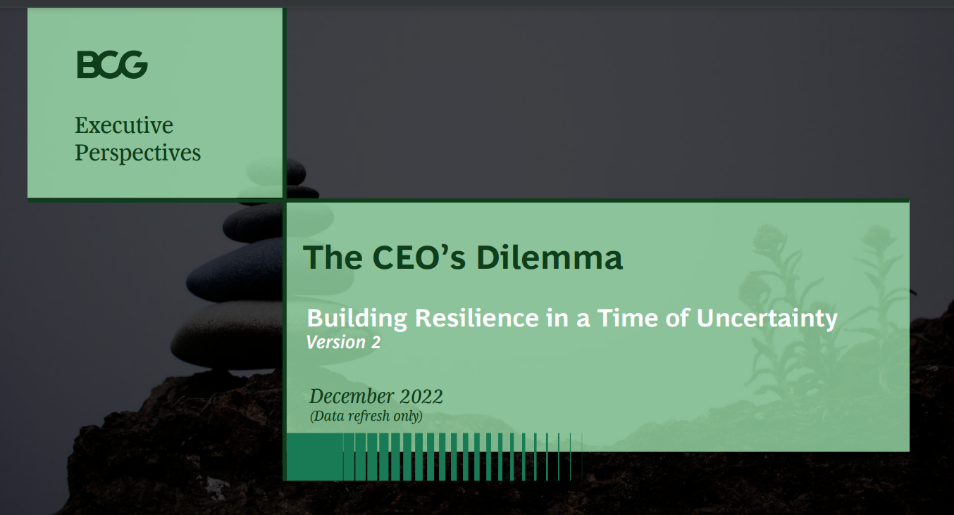 BCG
Executive
Perspectives
The CEO’s Dilemma
Building Resilience in a Time of Uncertainty
Version 2
December 2022
(Data refresh only)